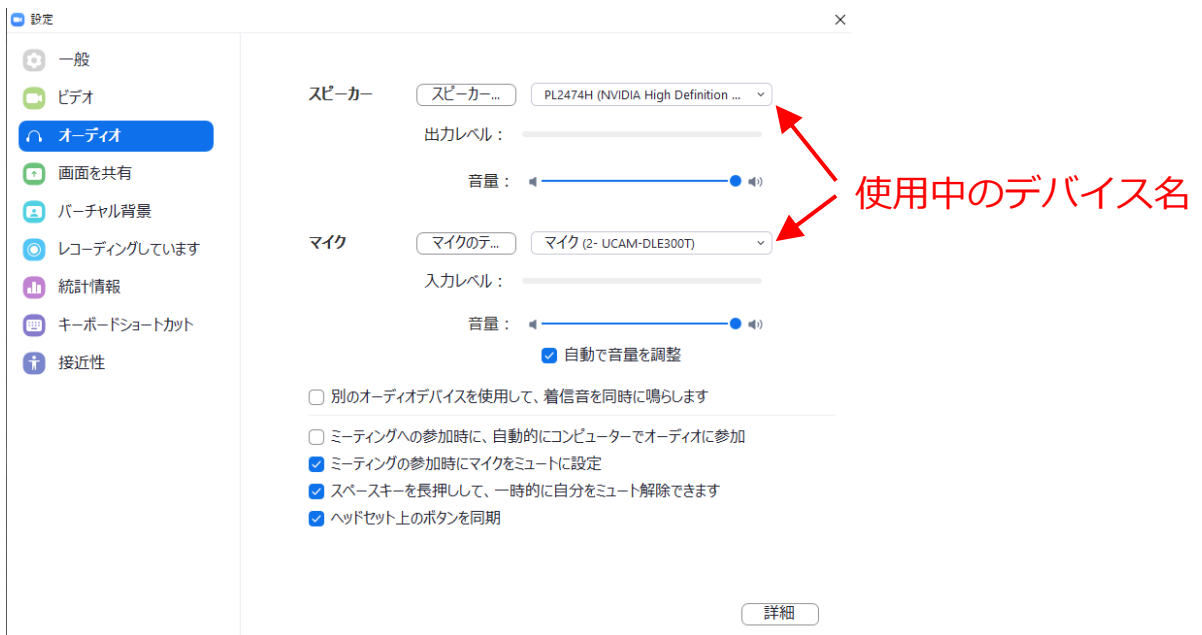 設定
一般
ビデオ
オーディオ
画面を共有
バーチャル背景
レコーディングしています
統計情報
キーボードショートカット
接近性
スピーカー スピーカー... PL2474H (NVIDIA High Definition ...
出力レベル：
音量：
マイク マイクのテ... マイク (2- UCAM-DLE300T)
入力レベル：
音量：
自動で音量を調整
別のオーディオデバイスを使用して、着信音を同時に鳴らします
ミーティングへの参加時に、自動的にコンピューターでオーディオに参加
ミーティングの参加時にマイクをミュートに設定
スペースキーを長押しして、一時的に自分をミュート解除できます
ヘッドセット上のボタンを同期
詳細
使用中のデバイス名